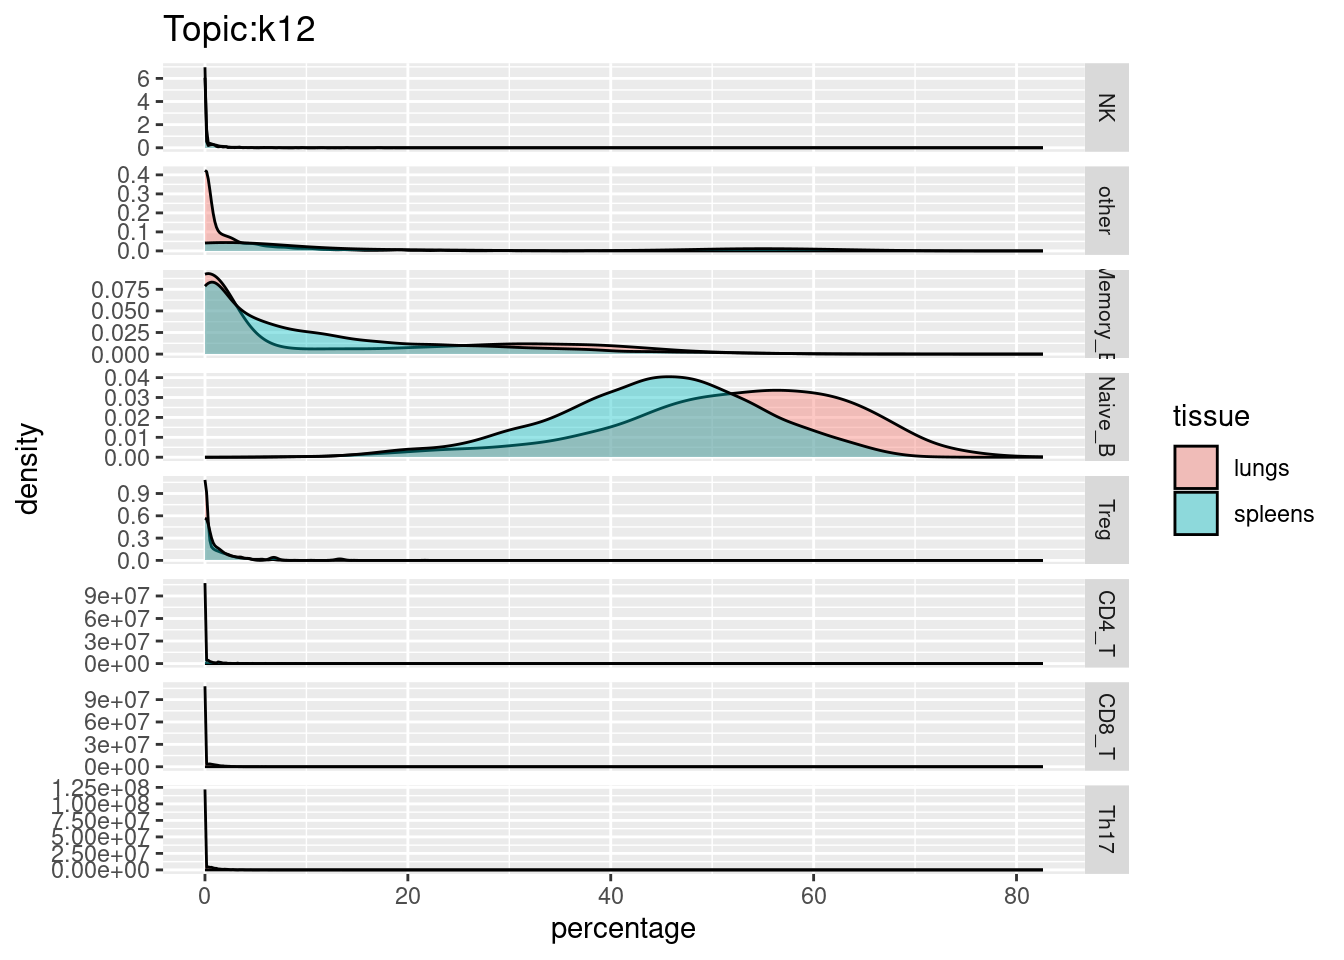 Topic:k12
density
6
4
2
0
NK
0.4
0.3
0.2
0.1
0.0
other
0.075
0.050
0.025
0.000
Memory_B
0.04
0.03
0.02
0.01
0.00
Naive_B
0.9
0.6
0.3
0.0
Treg
9e+07
6e+07
3e+07
0e+00
CD4_T
9e+07
6e+07
3e+07
0e+00
CD8_T
1.25e+08
1.00e+08
7.50e+07
5.00e+07
2.50e+07
0.00e+00
Th17
0 20 40 60 80
percentage
tissue
lungs
spleens